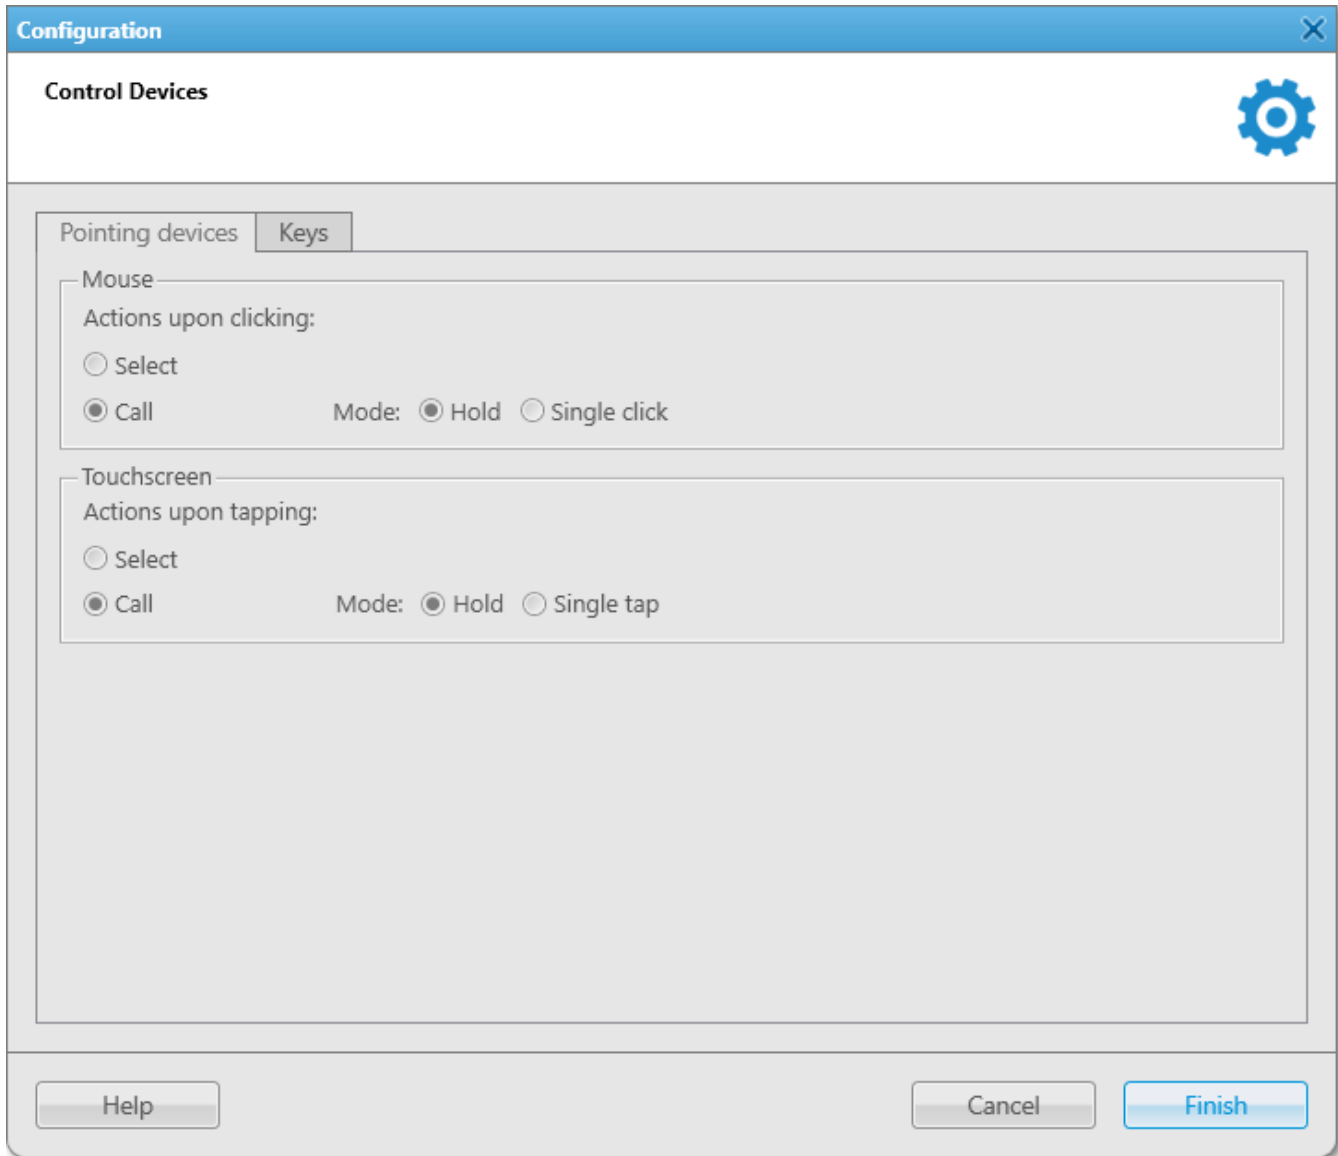 Configuration
Control Devices
Pointing devices Keys
Mouse
Actions upon clicking:
Select
Call Mode: Hold Single click
Touchscreen
Actions upon tapping:
Select
Call Mode: Hold Single tap
Help Cancel Finish